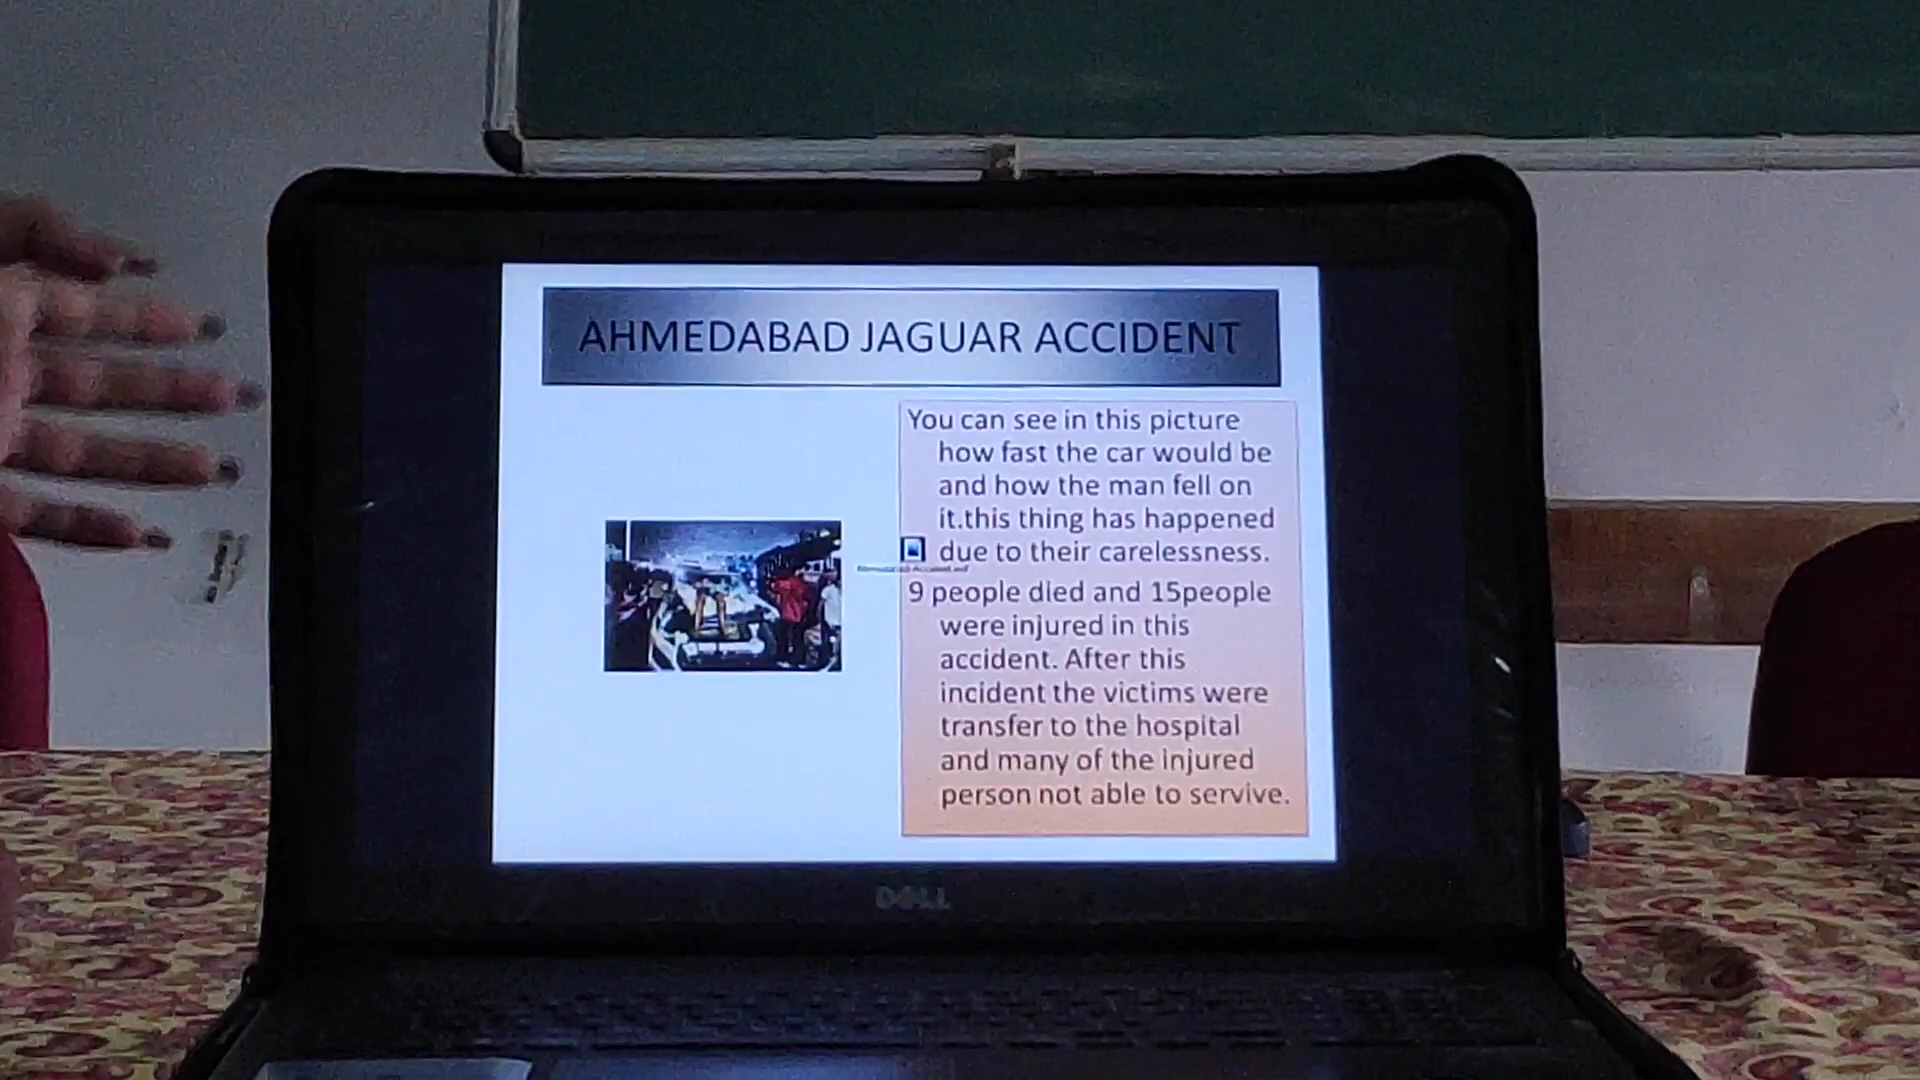 AHMEDABAD JAGUAR ACCIDENT
You can see in this picture
how fast the car would be
and how the man fell on
it.this thing has happened
due to their carelessness.
9 people died and 15people
were injured in this
accident. After this
incident the victims were
transfer to the hospital
and many of the injured
person not able to servive.
DELL